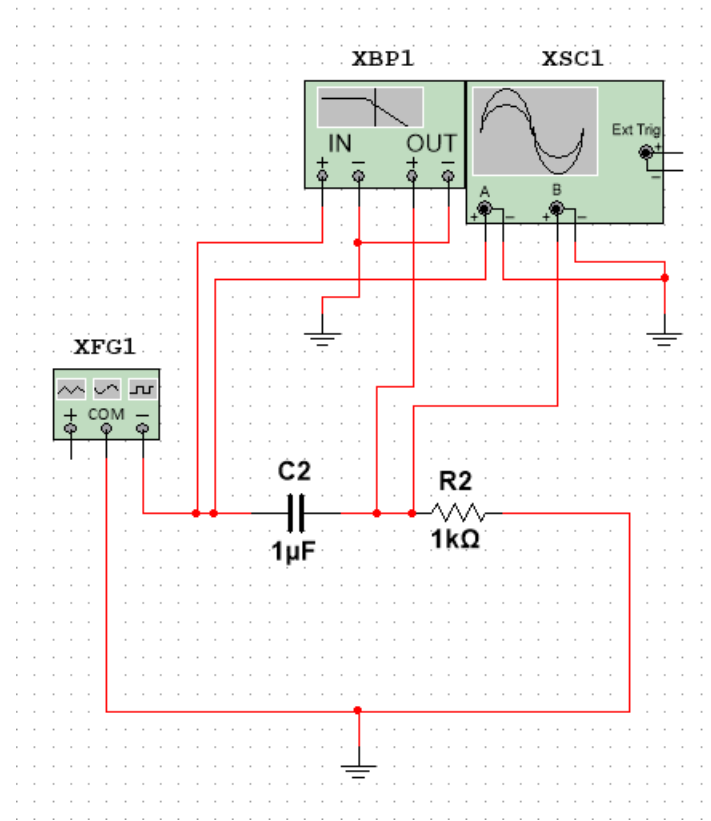 XBP1
XSC1
IN
OUT
+ − + −
Ext Trig
+
−
A
B
+ − + −
XFG1
+ COM −
C2
1µF
R2
1kΩ